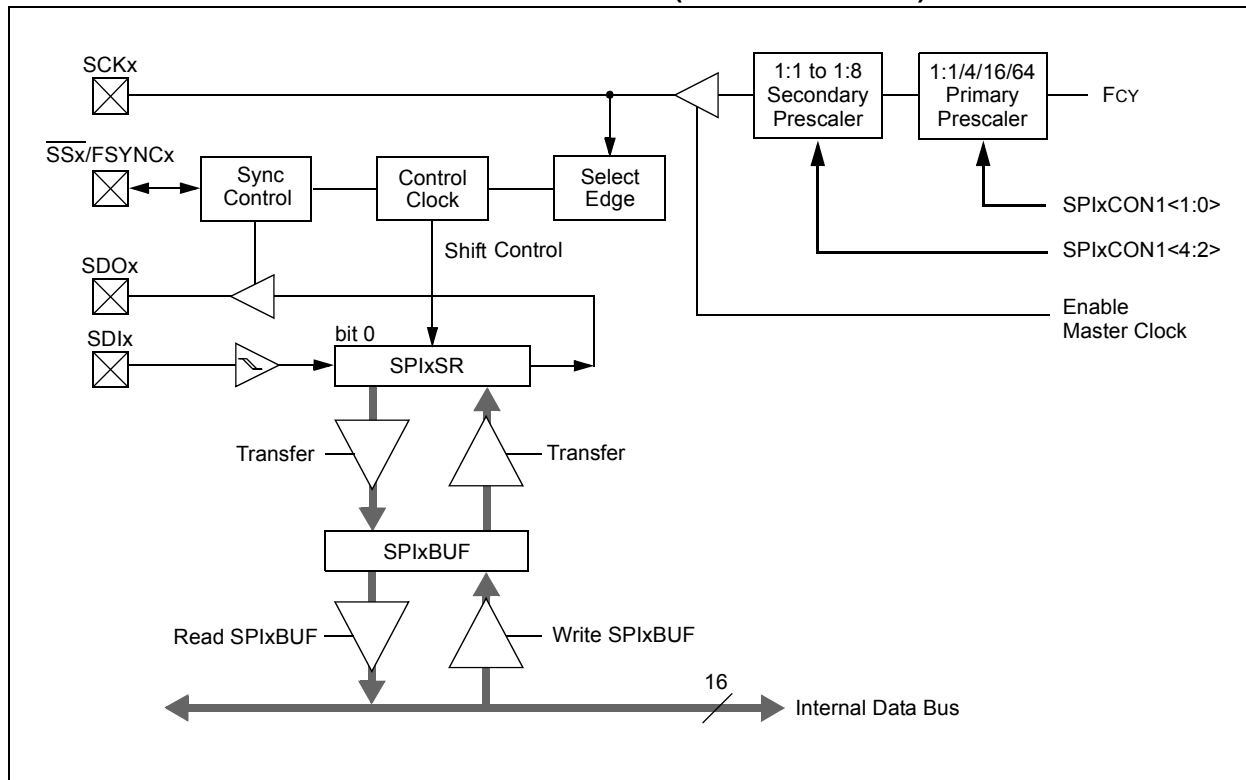 SCKx
1:1 to 1:8
Secondary
Prescaler
1:1/4/16/64
Primary
Prescaler
FCY
SSx/FSYNCx
Sync
Control
Control
Clock
Select
Edge
SPIxCON1<1:0>
Shift Control
SPIxCON1<4:2>
SDOx
Enable
Master Clock
SDIx
bit 0
SPIxSR
Transfer
Transfer
SPIxBUF
Read SPIxBUF
Write SPIxBUF
16
Internal Data Bus